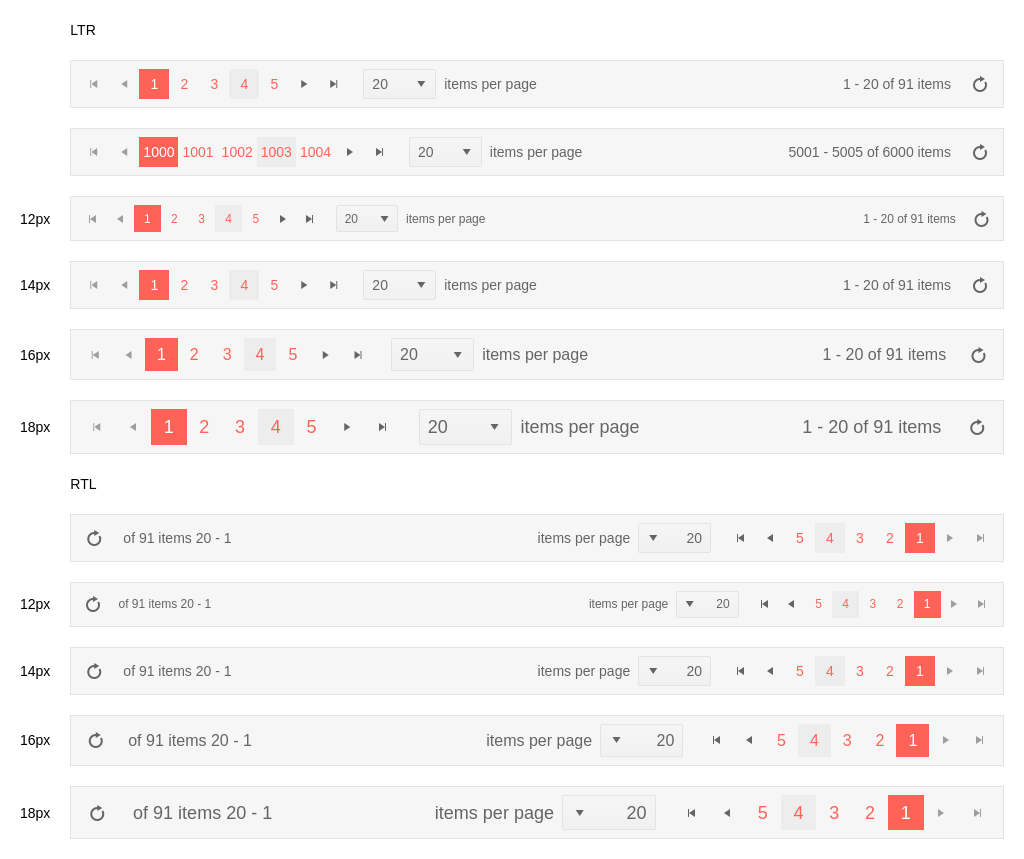 LTR
1 2 3 4 5 20 items per page 1 - 20 of 91 items
1000 1001 1002 1003 1004 20 items per page 5001 - 5005 of 6000 items
12px 1 2 3 4 5 20 items per page 1 - 20 of 91 items
14px 1 2 3 4 5 20 items per page 1 - 20 of 91 items
16px 1 2 3 4 5 20 items per page 1 - 20 of 91 items
18px 1 2 3 4 5 20 items per page 1 - 20 of 91 items
RTL
of 91 items 20 - 1 items per page 20 5 4 3 2 1
12px of 91 items 20 - 1 items per page 20 5 4 3 2 1
14px of 91 items 20 - 1 items per page 20 5 4 3 2 1
16px of 91 items 20 - 1 items per page 20 5 4 3 2 1
18px of 91 items 20 - 1 items per page 20 5 4 3 2 1